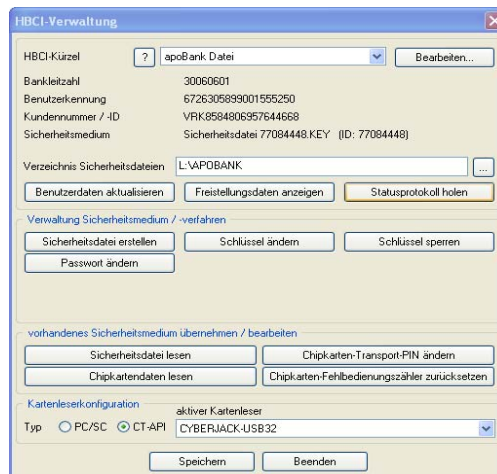 HBCI-Verwaltung
HBCI-Kürzel ? apoBank Datei Bearbeiten...
Bankleitzahl 30060601
Benutzerkennung 6726305899001555250
Kundennummer / -ID VRK8584806957644668
Sicherheitsmedium Sicherheitsdatei 77084448.KEY (ID: 77084448)
Verzeichnis Sicherheitsdateien L:\APOBANK ...
Benutzerdaten aktualisieren Freistellungsdaten anzeigen Statusprotokoll holen
Verwaltung Sicherheitsmedium / -verfahren
Sicherheitsdatei erstellen Schlüssel ändern Schlüssel sperren
Passwort ändern
vorhandenes Sicherheitsmedium übernehmen / bearbeiten
Sicherheitsdatei lesen Chipkarten-Transport-PIN ändern
Chipkartendaten lesen Chipkarten-Fehlbedienungszähler zurücksetzen
Kartenleserkonfiguration
aktiver Kartenleser
Typ PC/SC CT-API CYBERJACK-USB32
Speichern Beenden